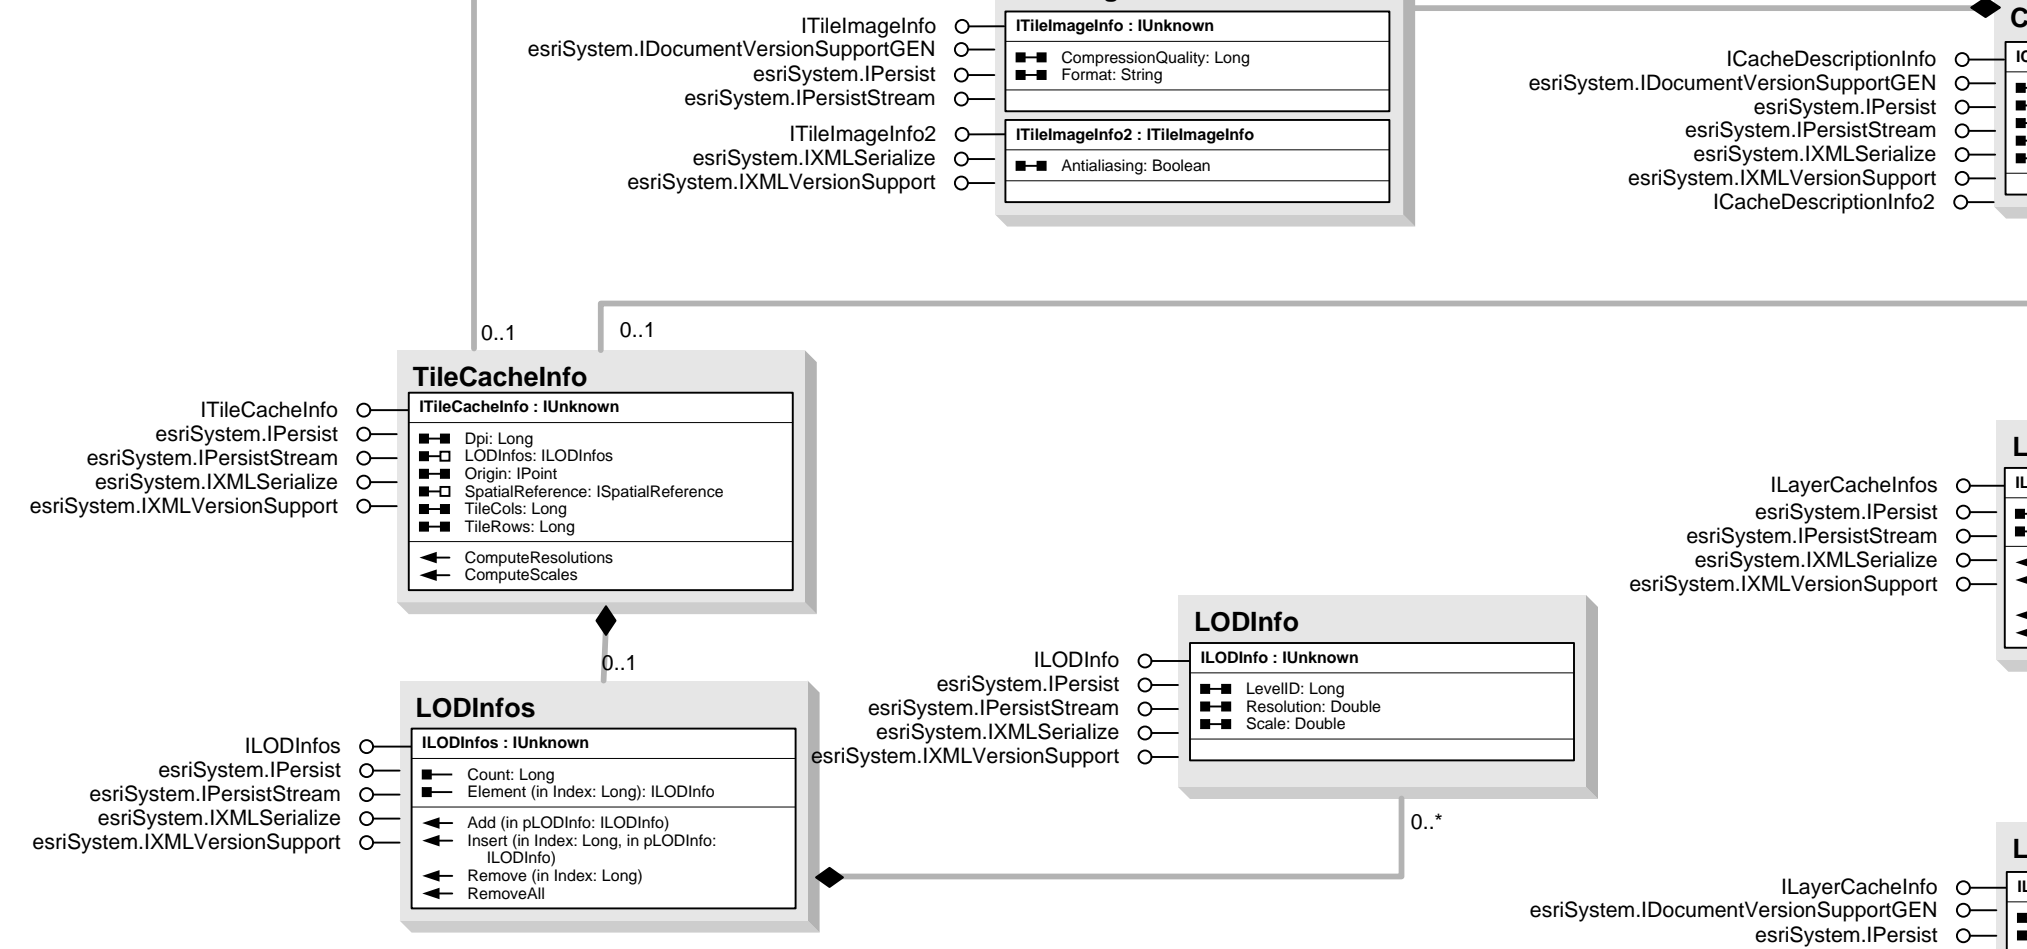 ITileImageInfo
esriSystem.IDocumentVersionSupportGEN
esriSystem.IPersist
esriSystem.IPersistStream
ITileImageInfo2
esriSystem.IXMLSerialize
esriSystem.IXMLVersionSupport
ITileImageInfo : IUnknown
CompressionQuality: Long
Format: String
ITileImageInfo2 : ITileImageInfo
Antialiasing: Boolean
ICacheDescriptionInfo
esriSystem.IDocumentVersionSupportGEN
esriSystem.IPersist
esriSystem.IPersistStream
esriSystem.IXMLSerialize
esriSystem.IXMLVersionSupport
ICacheDescriptionInfo2
0..1
0..1
TileCacheInfo
ITileCacheInfo
esriSystem.IPersist
esriSystem.IPersistStream
esriSystem.IXMLSerialize
esriSystem.IXMLVersionSupport
ITileCacheInfo : IUnknown
Dpi: Long
LODInfos: ILODInfos
Origin: IPoint
SpatialReference: ISpatialReference
TileCols: Long
TileRows: Long
ComputeResolutions
ComputeScales
0..1
LODInfos
ILODInfos
esriSystem.IPersist
esriSystem.IPersistStream
esriSystem.IXMLSerialize
esriSystem.IXMLVersionSupport
ILODInfos : IUnknown
Count: Long
Element (in Index: Long): ILODInfo
Add (in pLODInfo: ILODInfo)
Insert (in Index: Long, in pLODInfo:
ILODInfo)
Remove (in Index: Long)
RemoveAll
LODInfo
ILODInfo
esriSystem.IPersist
esriSystem.IPersistStream
esriSystem.IXMLSerialize
esriSystem.IXMLVersionSupport
ILODInfo : IUnknown
LevelID: Long
Resolution: Double
Scale: Double
0..*
ILayerCacheInfos
esriSystem.IPersist
esriSystem.IPersistStream
esriSystem.IXMLSerialize
esriSystem.IXMLVersionSupport
ILayerCacheInfo
esriSystem.IDocumentVersionSupportGEN
esriSystem.IPersist